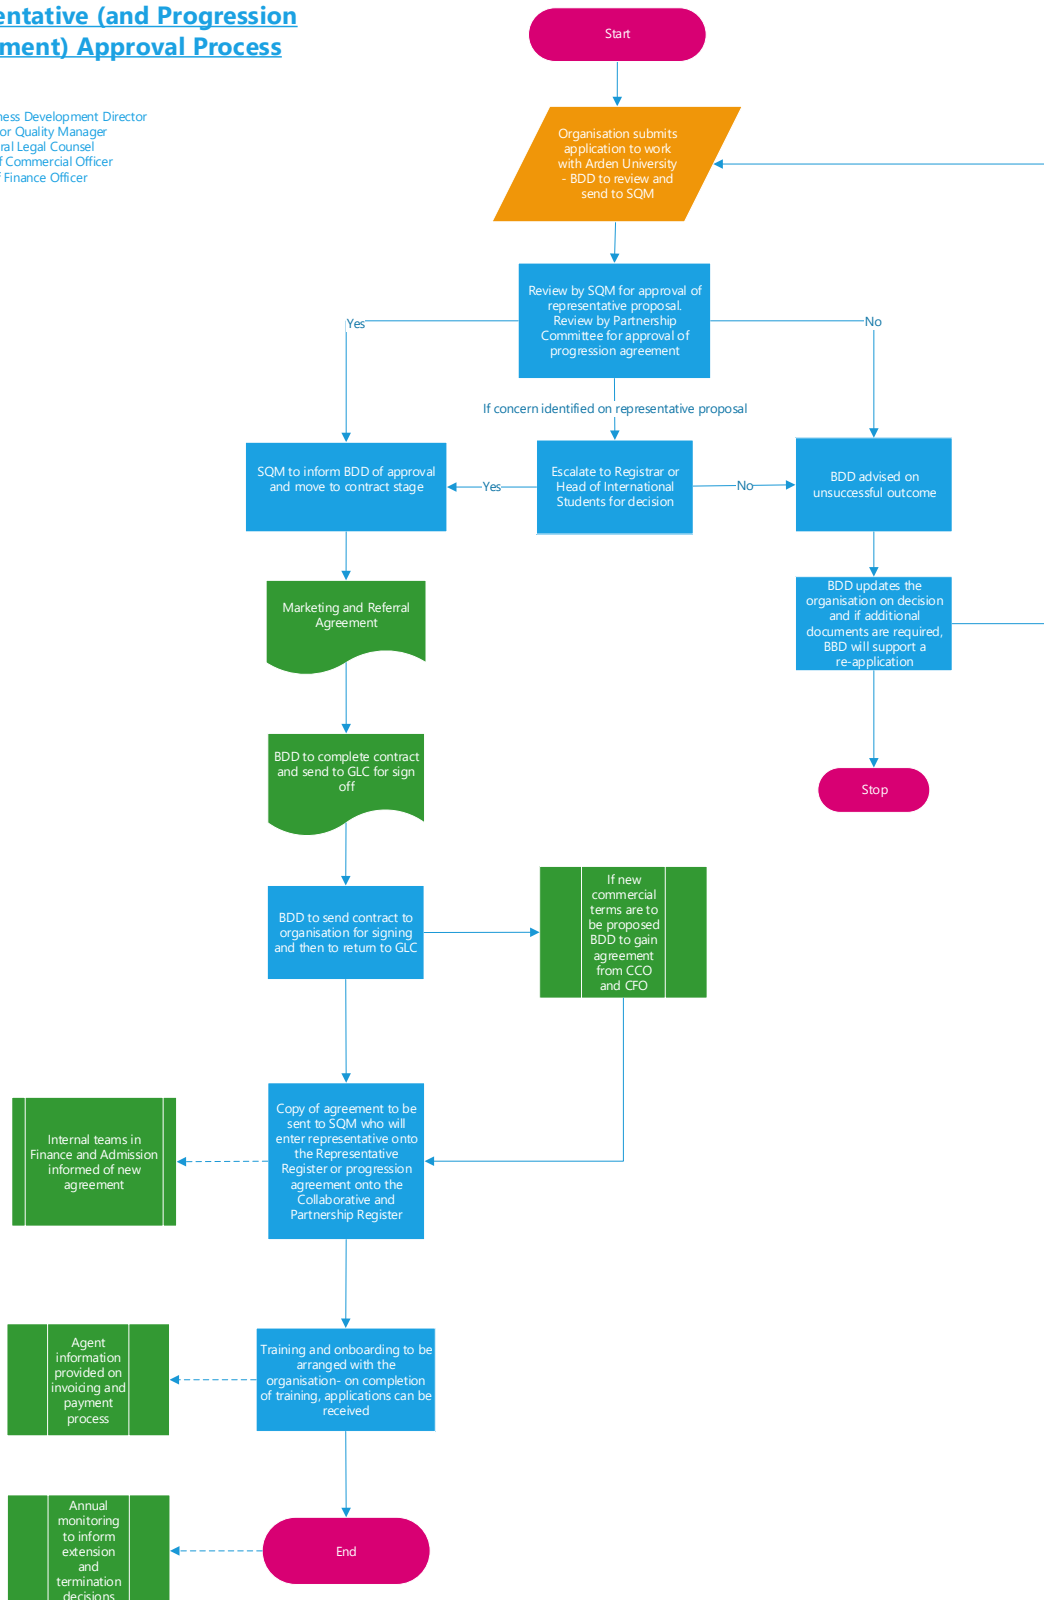 entative (and Progression
ment) Approval Process
ness Development Director
or Quality Manager
ral Legal Counsel
f Commercial Officer
f Finance Officer
Start
Organisation submits
application to work
with Arden University
- BDD to review and
send to SQM
Review by SQM for approval of
representative proposal.
Review by Partnership
Committee for approval of
progression agreement
Yes
No
If concern identified on representative proposal
SQM to inform BDD of approval
and move to contract stage
Yes
Escalate to Registrar or
Head of International
Students for decision
No
BDD advised on
unsuccessful outcome
Marketing and Referral
Agreement
BDD updates the
organisation on decision
and if additional
documents are required,
BBD will support a
re-application
BDD to complete contract
and send to GLC for sign
off
Stop
BDD to send contract to
organisation for signing
and then to return to GLC
If new
commercial
terms are to
be proposed
BDD to gain
agreement
from CCO
and CFO
Copy of agreement to be
sent to SQM who will
enter representative onto
the Representative
Register or progression
agreement onto the
Collaborative and
Partnership Register
Internal teams in
Finance and Admission
informed of new
agreement
Training and onboarding to be
arranged with the
organisation- on completion
of training, applications can be
received
Agent
information
provided on
invoicing and
payment
process
End
Annual
monitoring
to inform
extension
and
termination
decisions